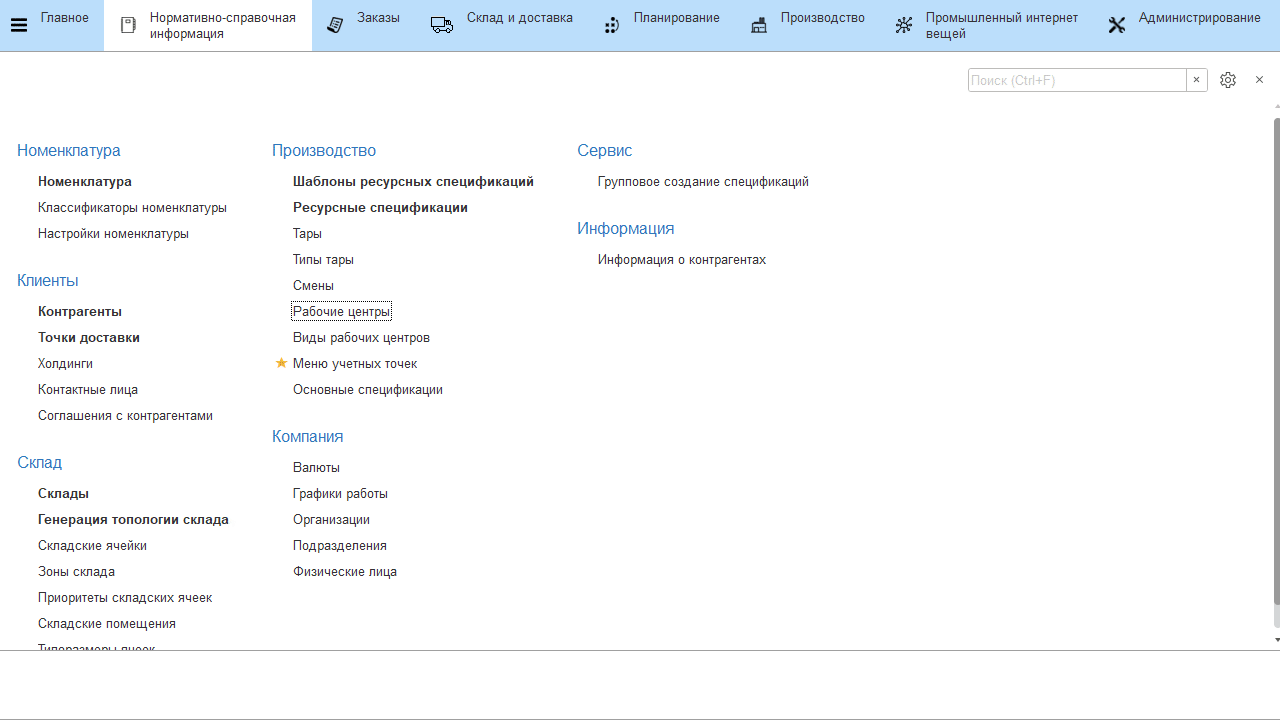 Главное
Нормативно-справочная
информация
Заказы
Склад и доставка
Планирование
Производство
Промышленный интернет
вещей
Администрирование
Поиск (Ctrl+F)
Номенклатура
Номенклатура
Классификаторы номенклатуры
Настройки номенклатуры
Клиенты
Контрагенты
Точки доставки
Холдинги
Контактные лица
Соглашения с контрагентами
Склад
Склады
Генерация топологии склада
Складские ячейки
Зоны склада
Приоритеты складских ячеек
Складские помещения
Типоразмеры ячеек
Производство
Шаблоны ресурсных спецификаций
Ресурсные спецификации
Тары
Типы тары
Смены
Рабочие центры
Виды рабочих центров
Меню учетных точек
Основные спецификации
Компания
Валюты
Графики работы
Организации
Подразделения
Физические лица
Сервис
Групповое создание спецификаций
Информация
Информация о контрагентах